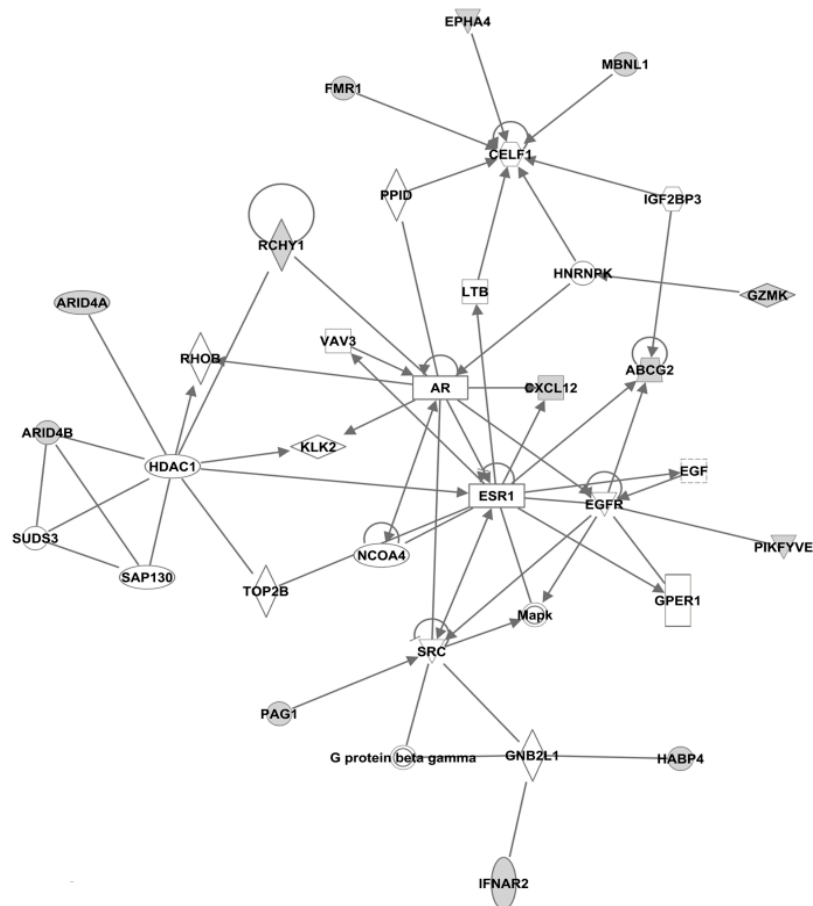 EPHA4
MBNL1
FMR1
CELF1
PPID
IGF2BP3
RCHY1
HNRNPK
LTB
GZMK
ARID4A
VAV3
RHOB
ABCG2
AR
CXCL12
ARID4B
KLK2
HDAC1
EGF
ESR1
EGFR
SUDS3
NCOA4
PIKFYVE
SAP130
TOP2B
GPER1
Mapk
SRC
PAG1
G protein beta gamma
GNB2L1
HABP4
IFNAR2